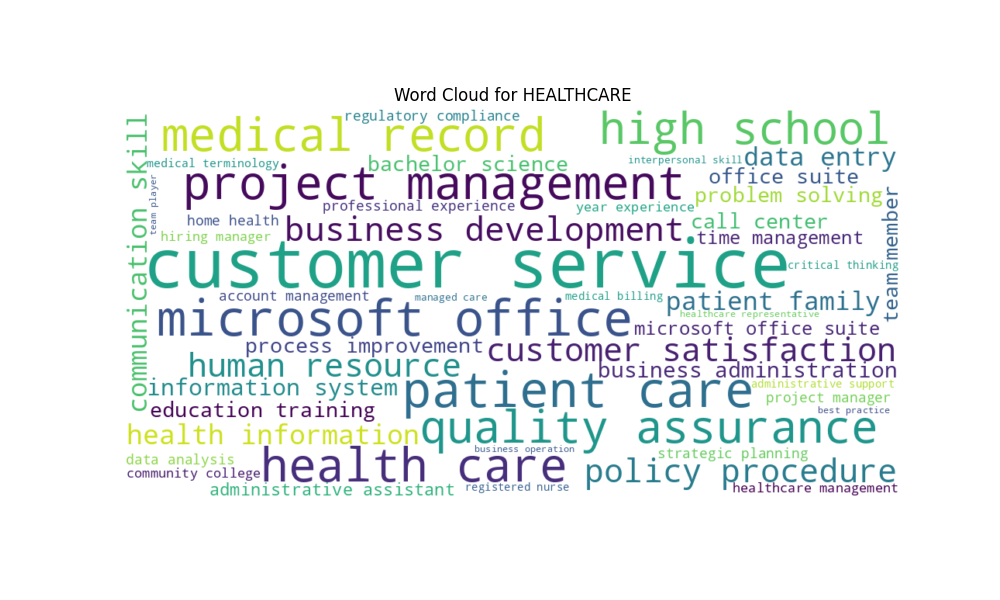 Word Cloud for HEALTHCARE
regulatory compliance
medical record
high school
communication skill
medical terminology
bachelor science
interpersonal skill
data entry
team player
project management
office suite
problem solving
professional experience
year experience
team member
home health
business development
call center
hiring manager
time management
customer service
critical thinking
account management
managed care
medical billing
patient family
microsoft office
healthcare representative
microsoft office suite
process improvement
customer satisfaction
human resource
business administration
information system
patient care
administrative support
project manager
education training
best practice
health information
quality assurance
business operation
strategic planning
data analysis
health care
policy procedure
community college
administrative assistant
registered nurse
healthcare management